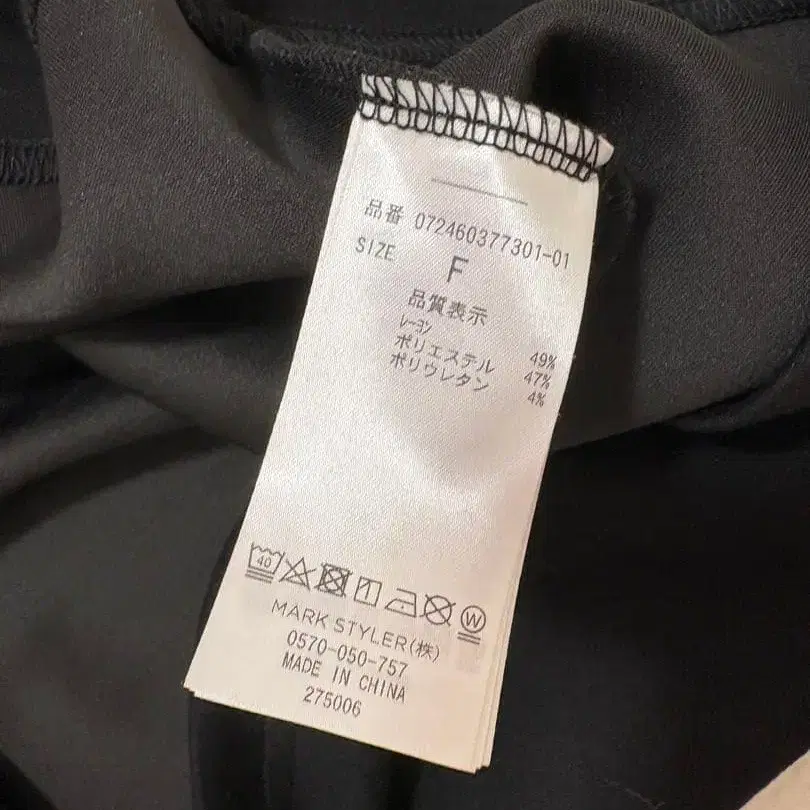 品番 072460377301-01
SIZE F
品質表示
レーヨン 49%
ポリエステル 47%
ポリウレタン 4%
40 W
MARK STYLER(株)
0570-050-757
MADE IN CHINA
275006